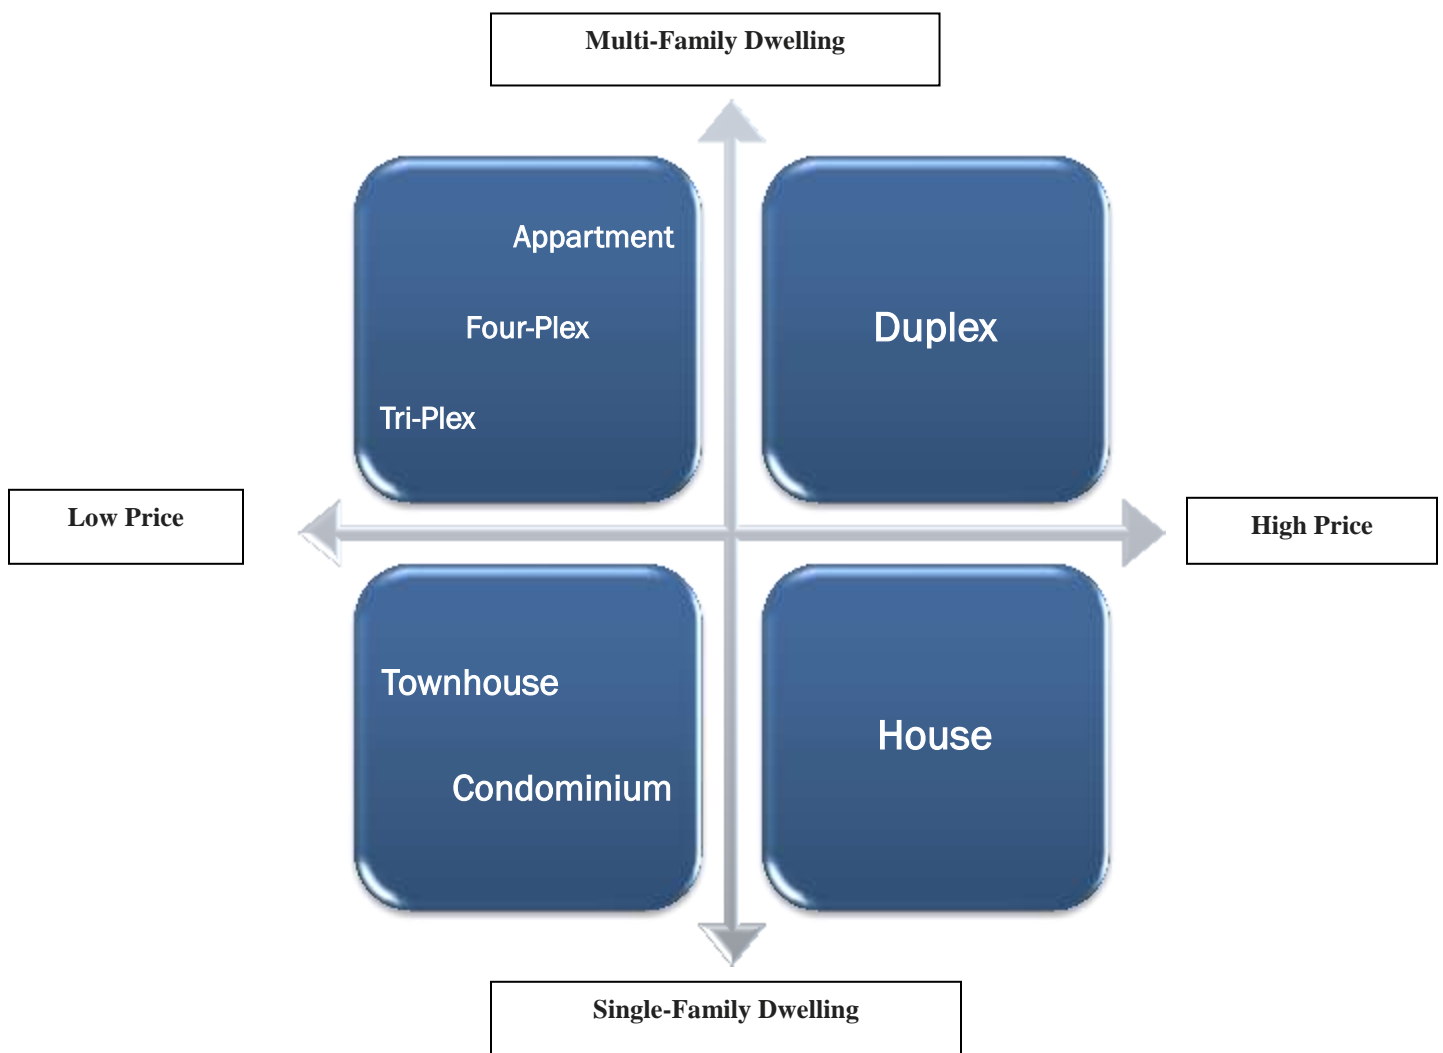 Multi-Family Dwelling
Appartment
Four-Plex
Tri-Plex
Duplex
Low Price
High Price
Townhouse
Condominium
House
Single-Family Dwelling